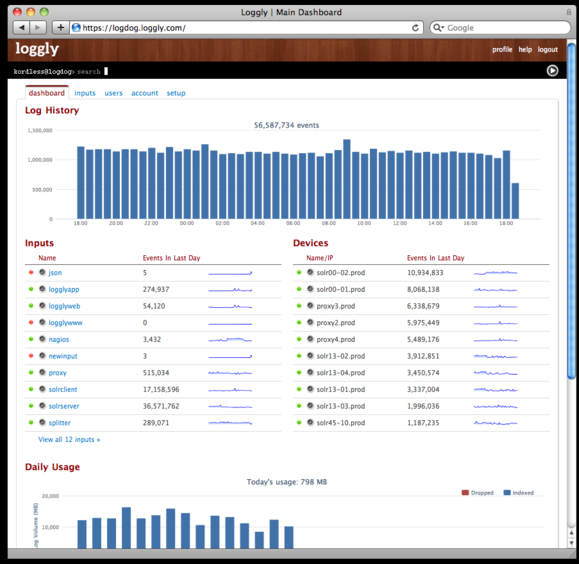 Loggly | Main Dashboard
https://logdog.loggly.com/
Google
loggly
profile help logout
kordless@logdog> search
dashboard inputs users account setup
Log History
56,587,734 events
1,500,000
1,000,000
500,000
0
18:00 20:00 22:00 00:00 02:00 04:00 06:00 08:00 10:00 12:00 14:00 16:00 18:00
Inputs
Name Events In Last Day
json 5
logglyapp 274,937
logglyweb 54,120
logglywww 0
nagios 3,432
newinput 3
proxy 515,034
solrclient 17,158,596
solrserver 36,571,762
splitter 289,071
View all 12 inputs »
Devices
Name/IP Events In Last Day
solr00-02.prod 10,934,833
solr00-01.prod 8,068,138
proxy3.prod 6,338,679
proxy2.prod 5,975,449
proxy4.prod 5,489,176
solr13-02.prod 3,912,851
solr13-04.prod 3,450,574
solr13-01.prod 3,337,004
solr13-03.prod 1,996,036
solr45-10.prod 1,187,235
Daily Usage
Today's usage: 798 MB
Dropped Indexed
20,000
10,000
Log Volume (MB)